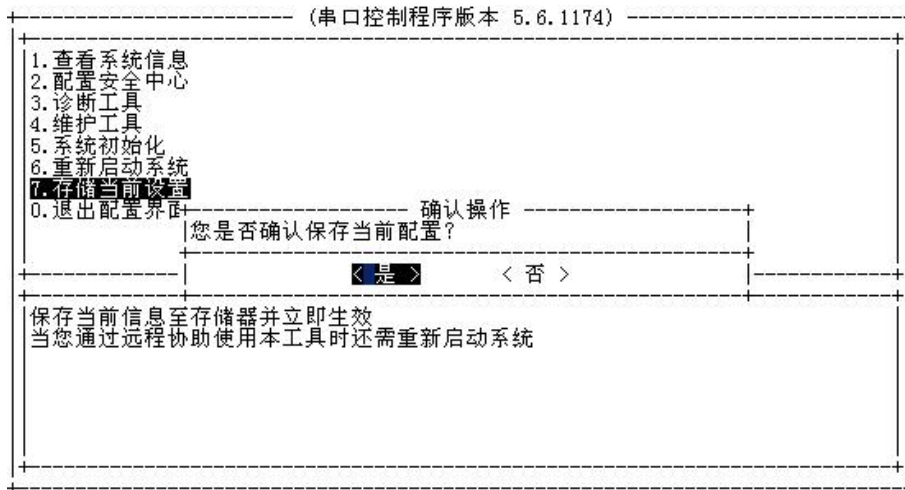 (串口控制程序版本 5.6.1174)
1.查看系统信息
2.配置安全中心
3.诊断工具
4.维护工具
5.系统初始化
6.重新启动系统
7.存储当前设置
0.退出配置界面
确认操作
您是否确认保存当前配置?
< 是 > < 否 >
保存当前信息至存储器并立即生效
当您通过远程协助使用本工具时还需重新启动系统